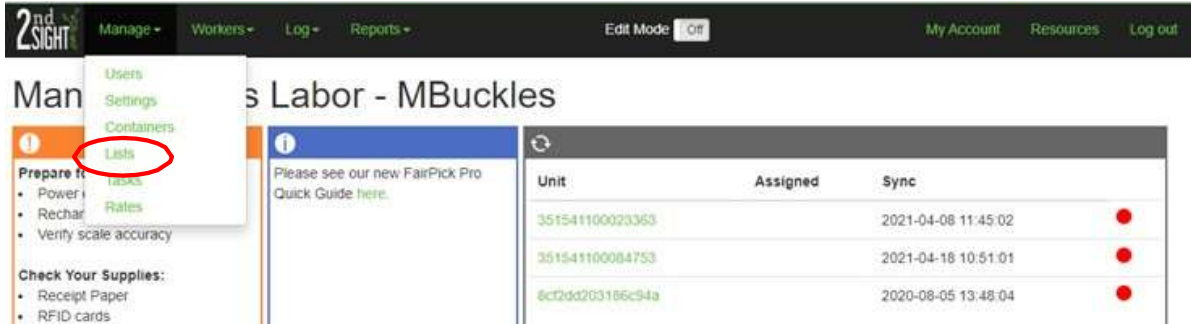 2nd SIGHT Manage Workers Log Reports Edit Mode Off My Account Resources Log out
Man s Labor - MBuckles
Users
Settings
Containers
Lists
Tasks
Rates
Prepare fo
Power
Rechar
• Verify scale accuracy
Check Your Supplies:
• Receipt Paper
• RFID cards
Please see our new FairPick Pro
Quick Guide here.
Unit Assigned Sync
351541100023363 2021-04-08 11:45:02
351541100084753 2021-04-18 10:51:01
8cf2dd203186c94a 2020-08-05 13:48:04